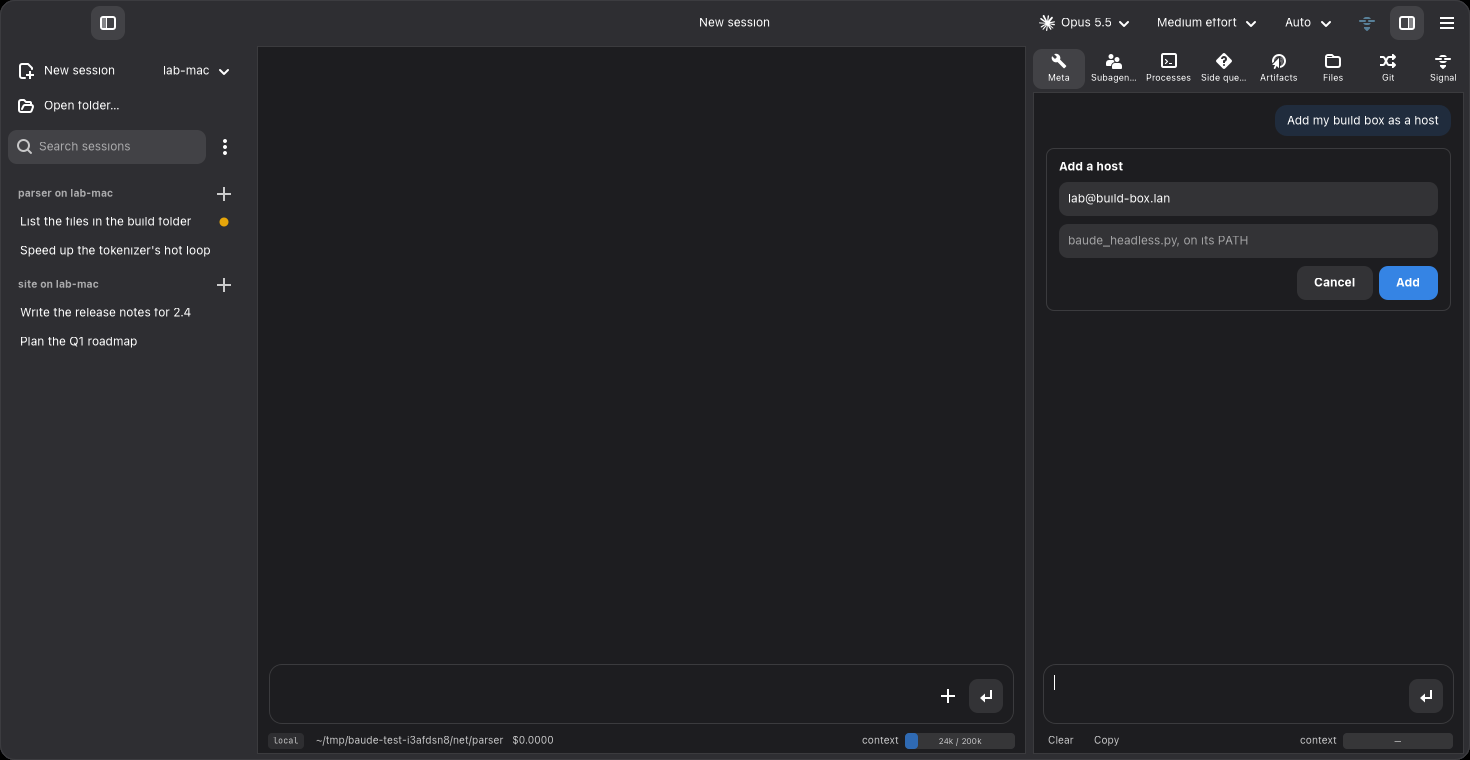 New session
Opus 5.5
Medium effort
Auto
New session
lab-mac
Open folder...
Search sessions
parser on lab-mac
List the files in the build folder
Speed up the tokenizer's hot loop
site on lab-mac
Write the release notes for 2.4
Plan the Q1 roadmap
local
~/tmp/baude-test-i3afdsn8/net/parser
$0.0000
context
24k / 200k
Meta
Subagen...
Processes
Side que...
Artifacts
Files
Git
Signal
Add my build box as a host
Add a host
lab@build-box.lan
baude_headless.py, on its PATH
Cancel
Add
Clear
Copy
context
—